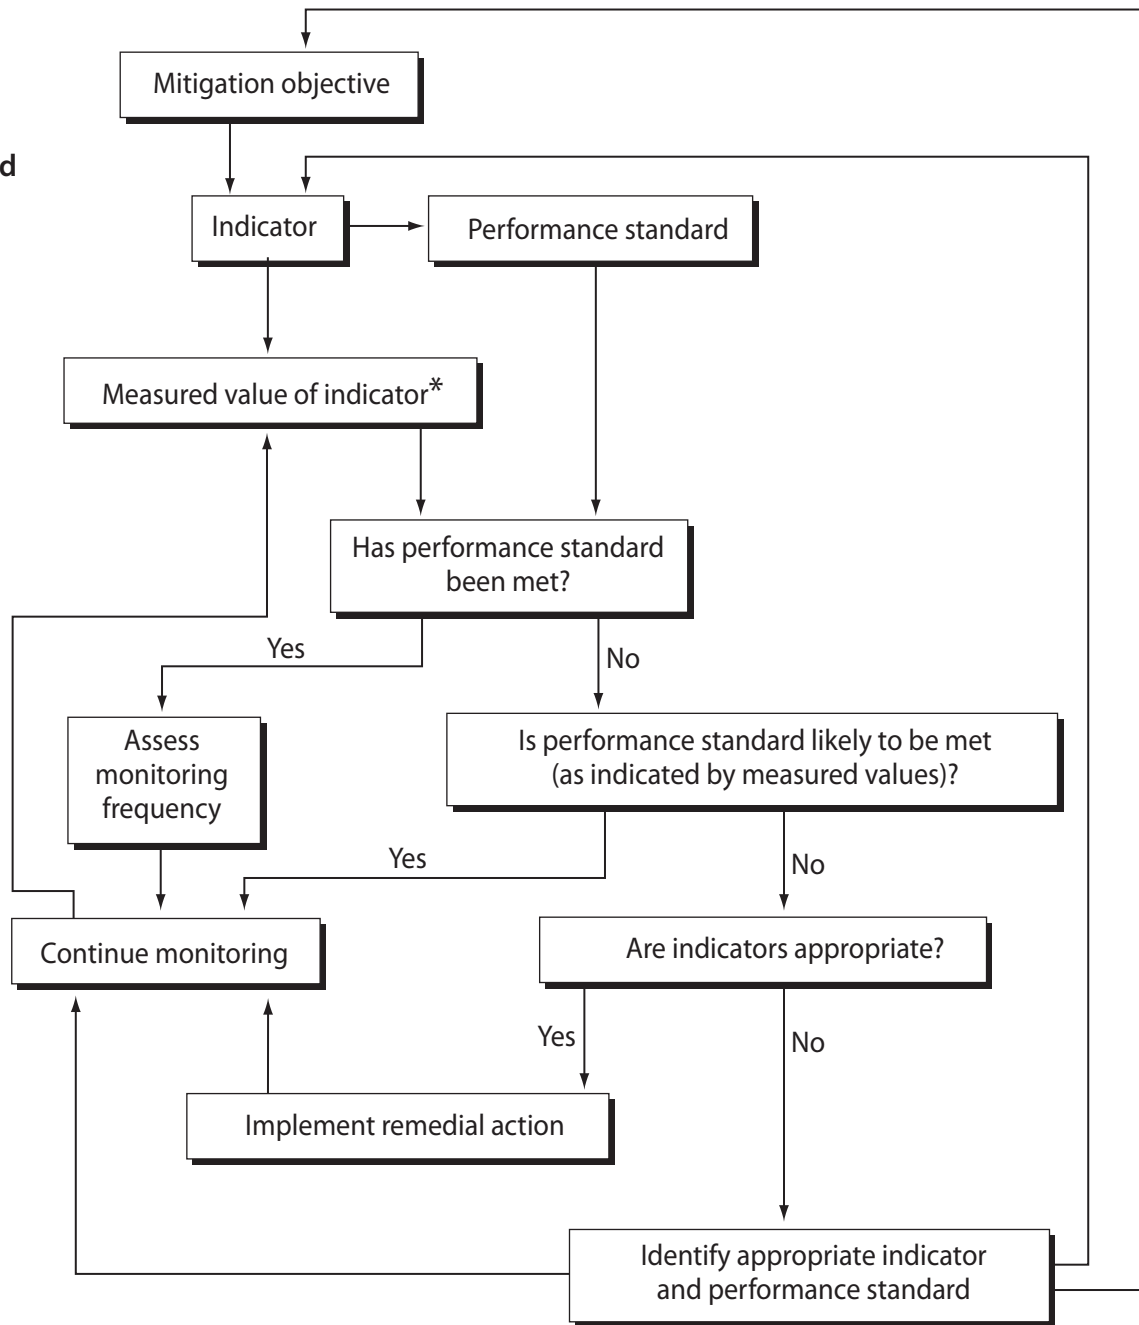 Mitigation objective
d
Indicator
Performance standard
Measured value of indicator*
Has performance standard
been met?
Yes
No
Assess
monitoring
frequency
Is performance standard likely to be met
(as indicated by measured values)?
Yes
No
Continue monitoring
Are indicators appropriate?
Yes
No
Implement remedial action
Identify appropriate indicator
and performance standard